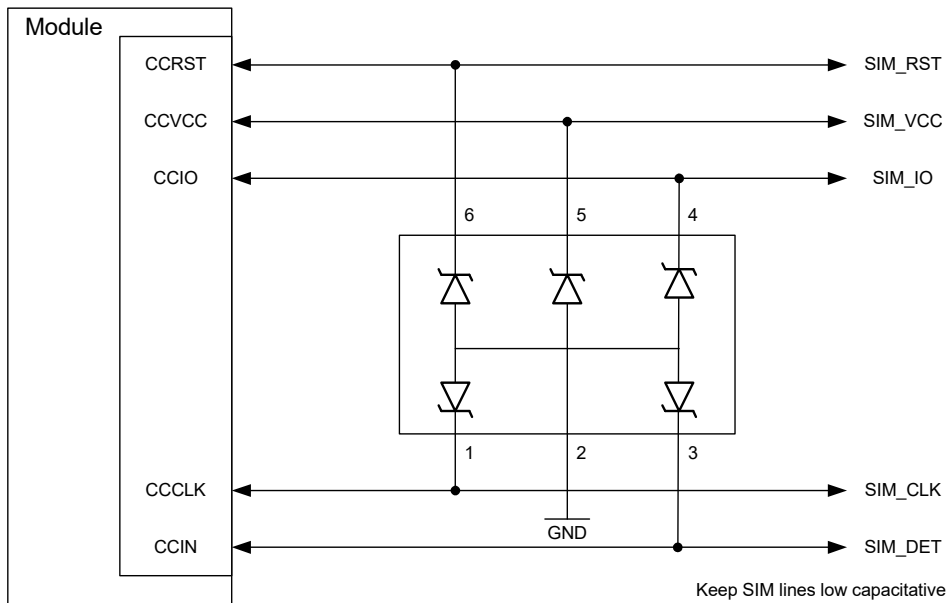 Module
CCRST SIM_RST
CCVCC SIM_VCC
CCIO SIM_IO
6 5 4
1 2 3
CCCLK SIM_CLK
GND
CCIN SIM_DET
Keep SIM lines low capacitative